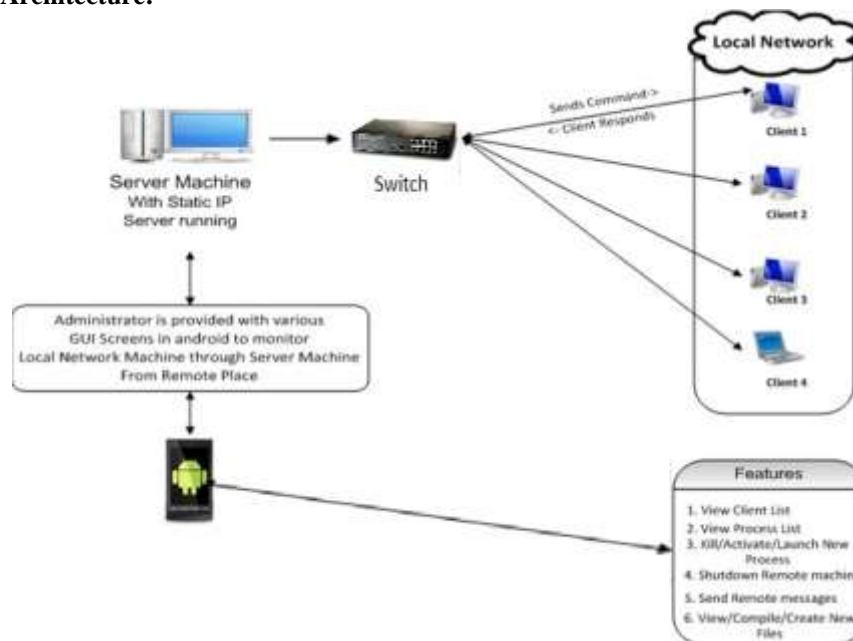 Architecture:
Local Network
Sends Command->
<- Client Responds
Client 1
Server Machine
With Static IP
Server running
Switch
Client 2
Client 3
Client 4
Administrator is provided with various
GUI Screens in android to monitor
Local Network Machine through Server Machine
From Remote Place
Features
1. View Client List
2. View Process List
3. Kill/Activate/Launch New
Process
4. Shutdown Remote machin
5. Send Remote messages
6. View/Compile/Create New
Files